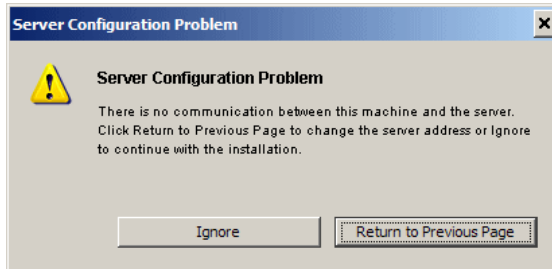 Server Configuration Problem
Server Configuration Problem
There is no communication between this machine and the server.
Click Return to Previous Page to change the server address or Ignore
to continue with the installation.
Ignore
Return to Previous Page